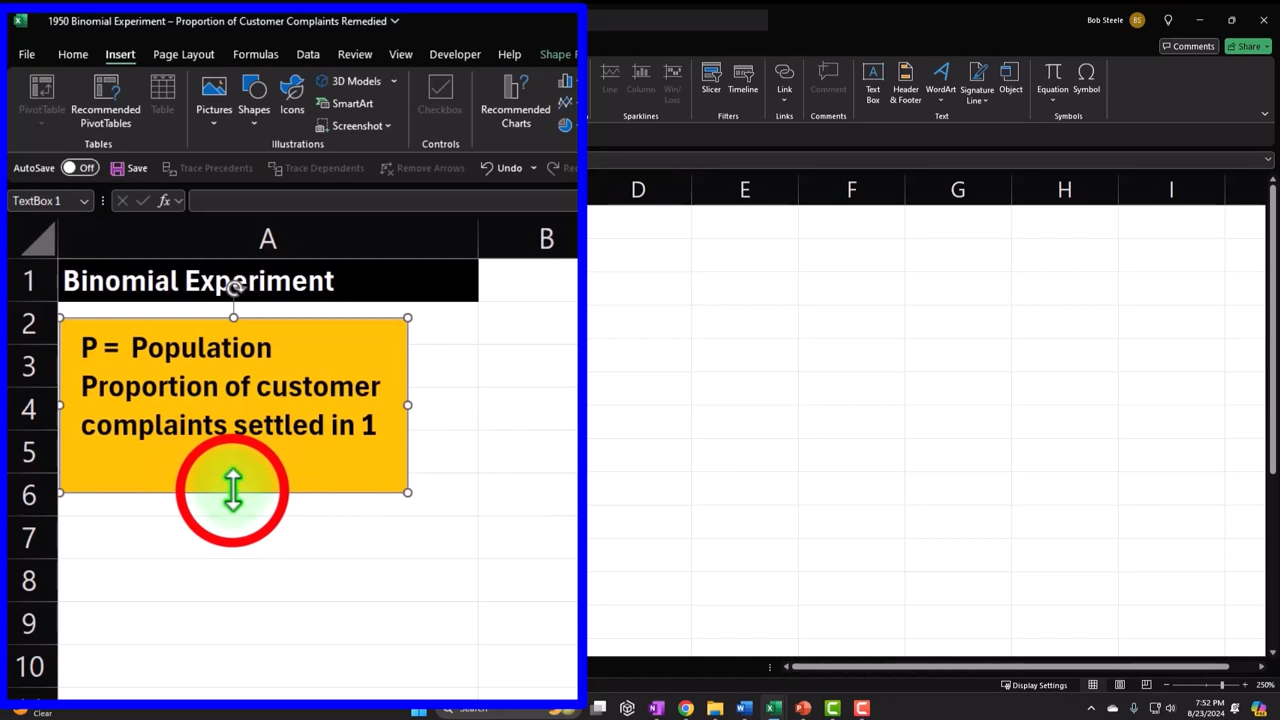 1950 Binomial Experiment – Proportion of Customer Complaints Remedied
Bob Steele
BS
File
Home
Insert
Page Layout
Formulas
Data
Review
View
Developer
Help
Shape F
Comments
Share
PivotTable
Recommended
PivotTables
Table
Pictures
Shapes
Icons
3D Models
SmartArt
Screenshot
Checkbox
Recommended
Charts
Line
Column
Win/
Loss
Slicer
Timeline
Link
Comment
Text
Box
Header
& Footer
WordArt
Signature
Line
Object
Equation
Symbol
Tables
Illustrations
Controls
Sparklines
Filters
Links
Comments
Text
Symbols
AutoSave
Off
Save
Trace Precedents
Trace Dependents
Remove Arrows
Undo
Rec
TextBox 1
fx
A
B
D
E
F
G
H
I
1
Binomial Experiment
2
P = Population
3
Proportion of customer
4
complaints settled in 1
5
6
7
8
9
10
Display Settings
250%
Clear
Search
7:52 PM
8/23/2024